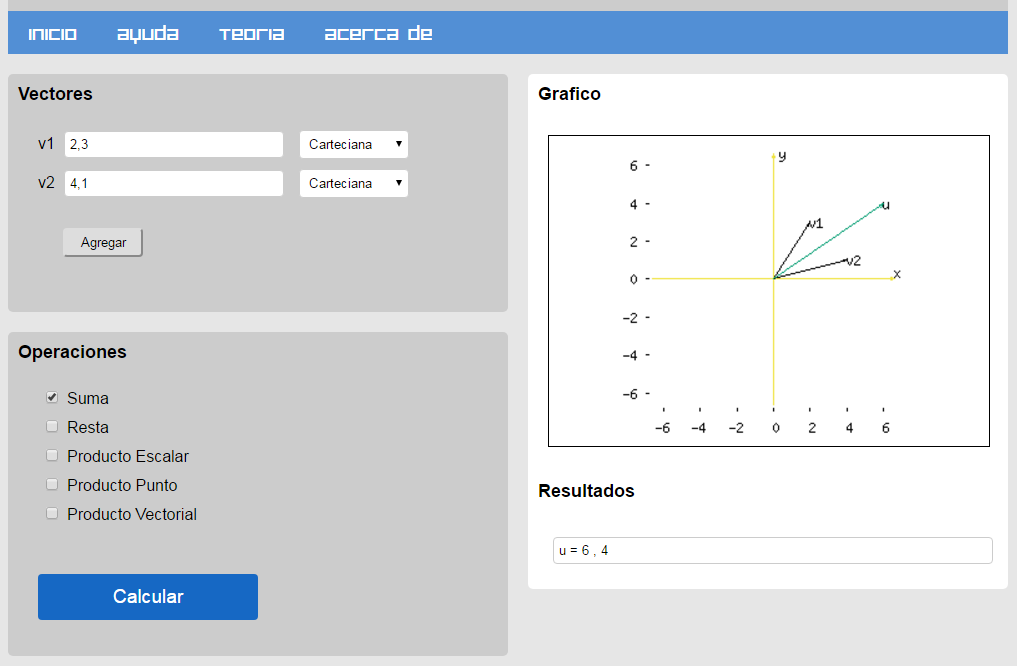 inicio ayuda Teoria acerca de
Vectores
v1 2,3 Carteciana
v2 4,1 Carteciana
Agregar
Operaciones
Suma
Resta
Producto Escalar
Producto Punto
Producto Vectorial
Calcular
Grafico
y
6
4 u
v1
2
v2
x
0
-2
-4
-6
-6 -4 -2 0 2 4 6
Resultados
u = 6 , 4